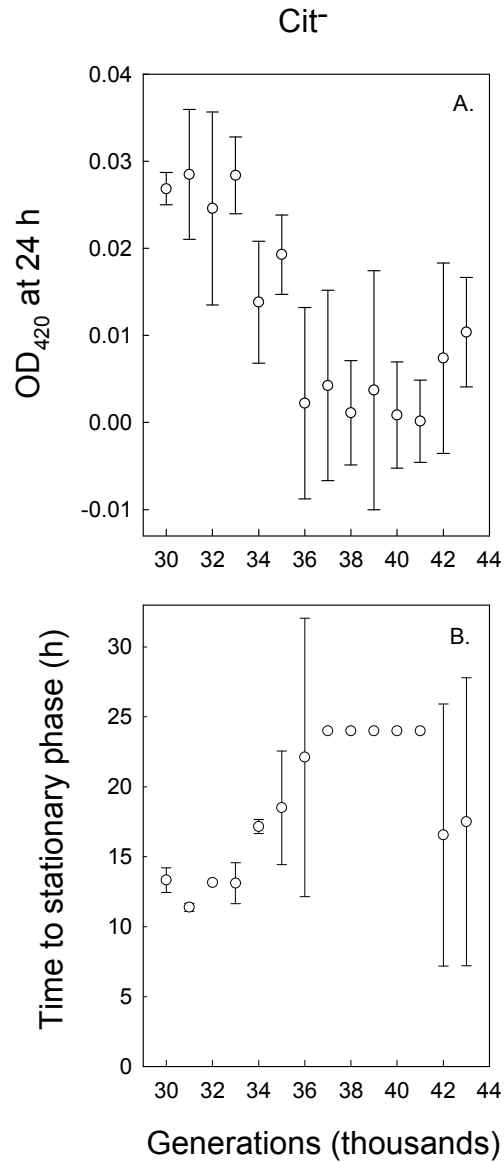 Cit⁻
A.
0.04
0.03
0.02
0.01
0.00
-0.01
OD₄₂₀ at 24 h
30 32 34 36 38 40 42 44
B.
30
25
20
15
10
5
0
Time to stationary phase (h)
30 32 34 36 38 40 42 44
Generations (thousands)